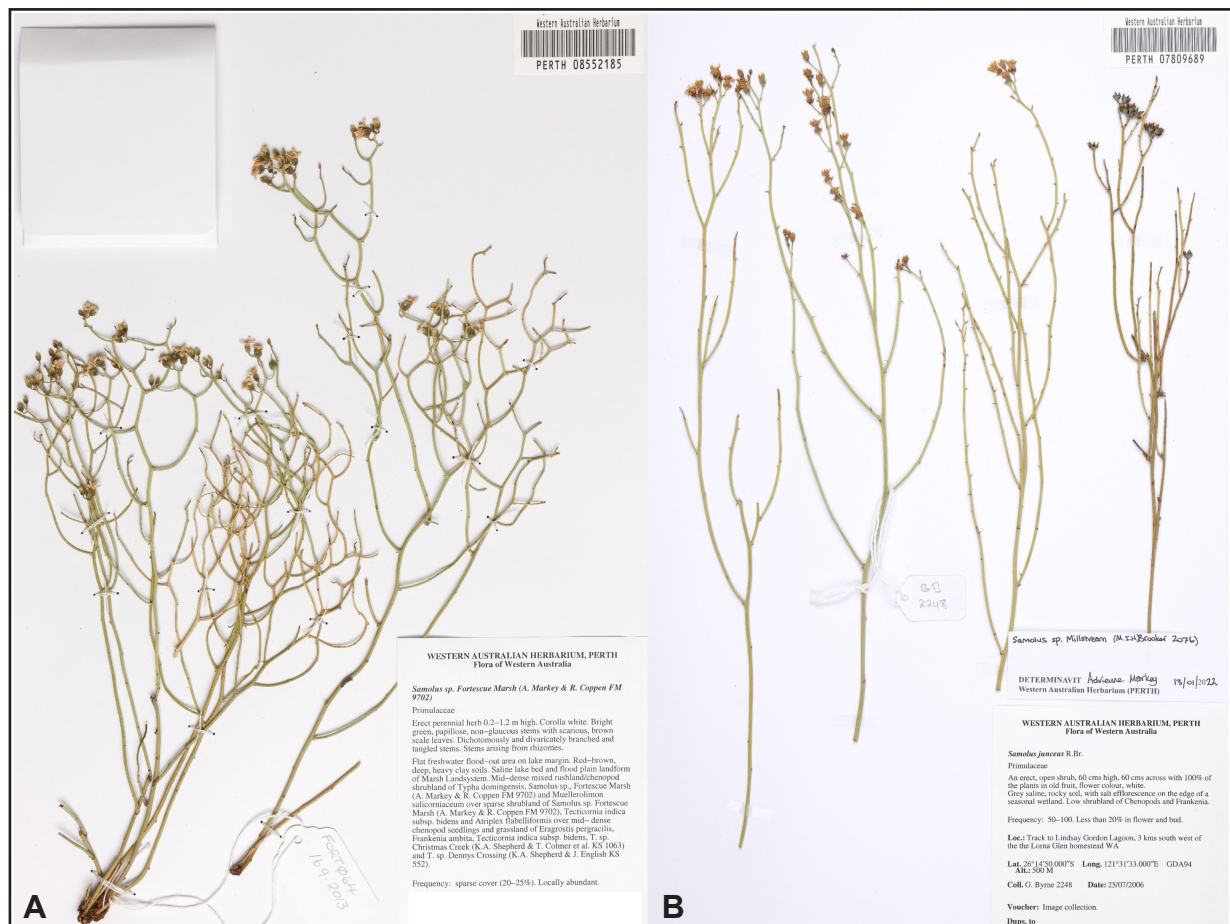 Western Australian Herbarium
PERTH 08552185
WESTERN AUSTRALIAN HERBARIUM, PERTH
Flora of Western Australia
Samolus sp. Fortescue Marsh (A. Markey & R. Coppen FM
9702)
Primulaceae
Erect perennial herb 0.2–1.2 m high. Corolla white. Bright
green, papillose, non-glaucous stems with scarious, brown
scale leaves. Dichotomously and divaricately branched and
tangled stems. Stems arising from rhizomes.
Flat freshwater flood–out area on lake margin. Red–brown,
deep, heavy clay soils. Saline lake bed and flood plain landform
of Marsh Landsystem. Mid–dense mixed rushland/chenopod
shrubland of Typha domingensis, Samolus sp., Fortescue Marsh
(A. Markey & R. Coppen FM 9702) and Muellerolimon
salicorniaceum over sparse shrubland of Samolus sp. Fortescue
Marsh (A. Markey & R. Coppen FM 9702), Tecticornia indica
subsp. bidens and Atriplex flabelliformis over mid– dense
chenopod seedlings and grassland of Eragrostis pergracilis,
Frankenia ambita, Tecticornia indica subsp. bidens, T. sp.
Christmas Creek (K.A. Shepherd & T. Colmer et al. KS 1063)
and T. sp. Dennys Crossing (K.A. Shepherd & J. English KS
552).
Frequency: sparse cover (20–25%). Locally abundant.
FORTØ64
169-2013
A
Western Australian Herbarium
PERTH 07809689
GB
2248
Samolus sp. Millstream (M.I.H Brooker 2076)
DETERMINAVIT Adrienne Markey 18/01/2022
Western Australian Herbarium (PERTH)
WESTERN AUSTRALIAN HERBARIUM, PERTH
Flora of Western Australia
Samolus junceus R.Br.
Primulaceae
An erect, open shrub, 60 cms high, 60 cms across with 100% of
the plants in old fruit, flower colour, white.
Grey saline, rocky soil, with salt efflorescence on the edge of a
seasonal wetland. Low shrubland of Chenopods and Frankenia.
Frequency: 50–100. Less than 20% in flower and bud.
Loc.: Track to Lindsay Gordon Lagoon, 3 kms south west of
the the Lorna Glen homestead WA
Lat. 26°14'50.000"S Long. 121°31'33.000"E GDA94
Alt.: 500 M
Coll. G. Byrne 2248 Date: 25/07/2006
Voucher: Image collection.
Dups. to
B